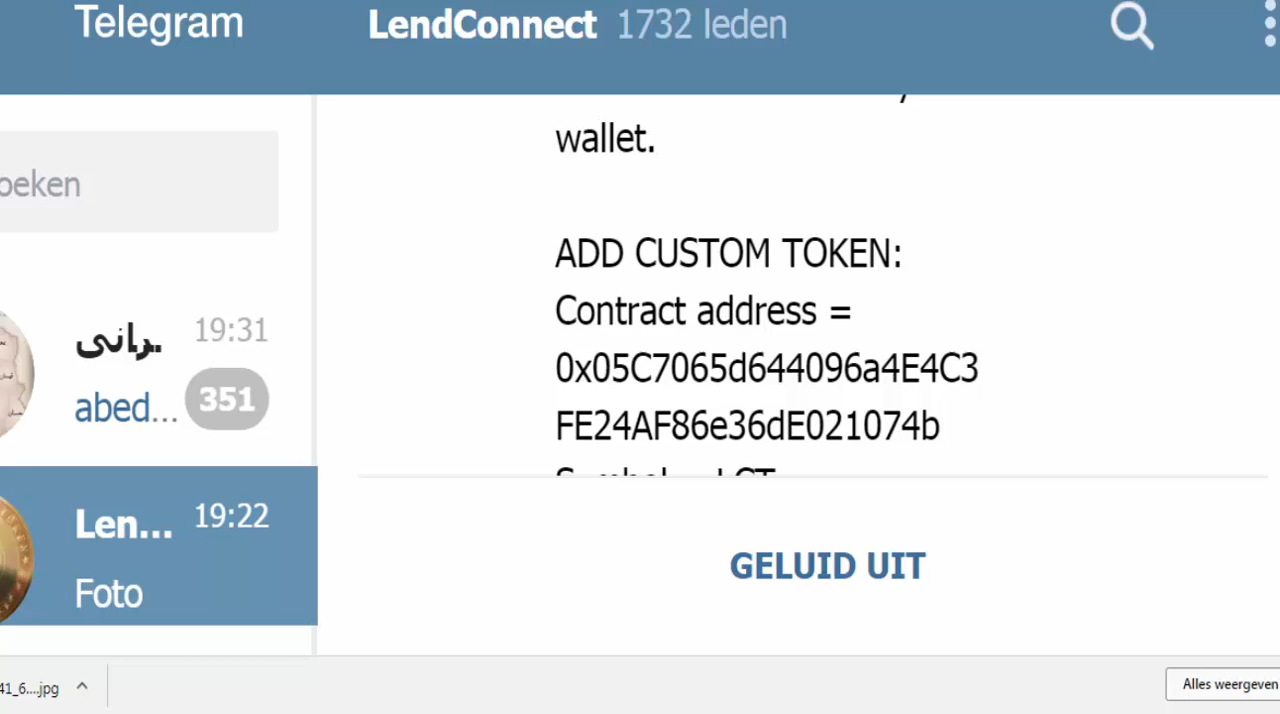 Telegram
LendConnect 1732 leden
wallet.
oeken
ADD CUSTOM TOKEN:
Contract address =
0x05C7065d644096a4E4C3
FE24AF86e36dE021074b
19:31
abed... 351
Len... 19:22
Foto
GELUID UIT
41_6....jpg
Alles weergeven